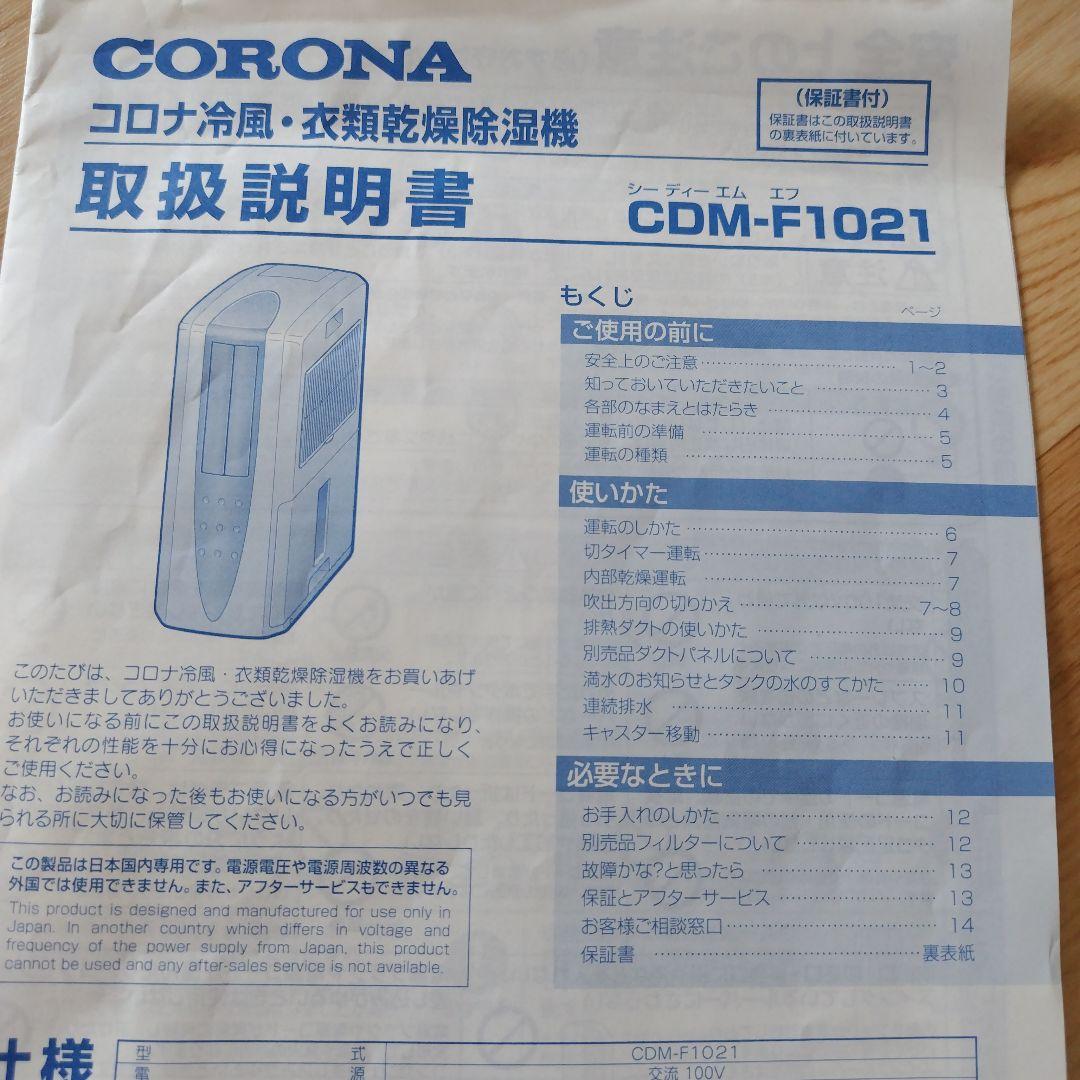 CORONA
コロナ冷風・衣類乾燥除湿機
(保証書付)
保証書はこの取扱説明書
の裏表紙に付いています。
取扱説明書
シー ディー エム エフ
CDM-F1021
もくじ
ページ
ご使用の前に
安全上のご注意 1~2
知っておいていただきたいこと 3
各部のなまえとはたらき 4
運転前の準備 5
運転の種類 5
使いかた
運転のしかた 6
切タイマー運転 7
内部乾燥運転 7
吹出方向の切りかえ 7~8
排熱ダクトの使いかた 9
別売品ダクトパネルについて 9
満水のお知らせとタンクの水のすてかた 10
連続排水 11
キャスター移動 11
必要なときに
お手入れのしかた 12
別売品フィルターについて 12
故障かな?と思ったら 13
保証とアフターサービス 13
お客様ご相談窓口 14
保証書 裏表紙
このたびは、コロナ冷風・衣類乾燥除湿機をお買いあげ
いただきましてありがとうございました。
お使いになる前にこの取扱説明書をよくお読みになり、
それぞれの性能を十分にお心得になったうえで正しく
ご使用ください。
なお、お読みになった後もお使いになる方がいつでも見
られる所に大切に保管してください。
この製品は日本国内専用です。電源電圧や電源周波数の異なる
外国では使用できません。また、アフターサービスもできません。
This product is designed and manufactured for use only in
Japan. In another country which differs in voltage and
frequency of the power supply from Japan, this product
cannot be used and any after-sales service is not available.
仕様
型 式 CDM-F1021
電 源 交流 100V